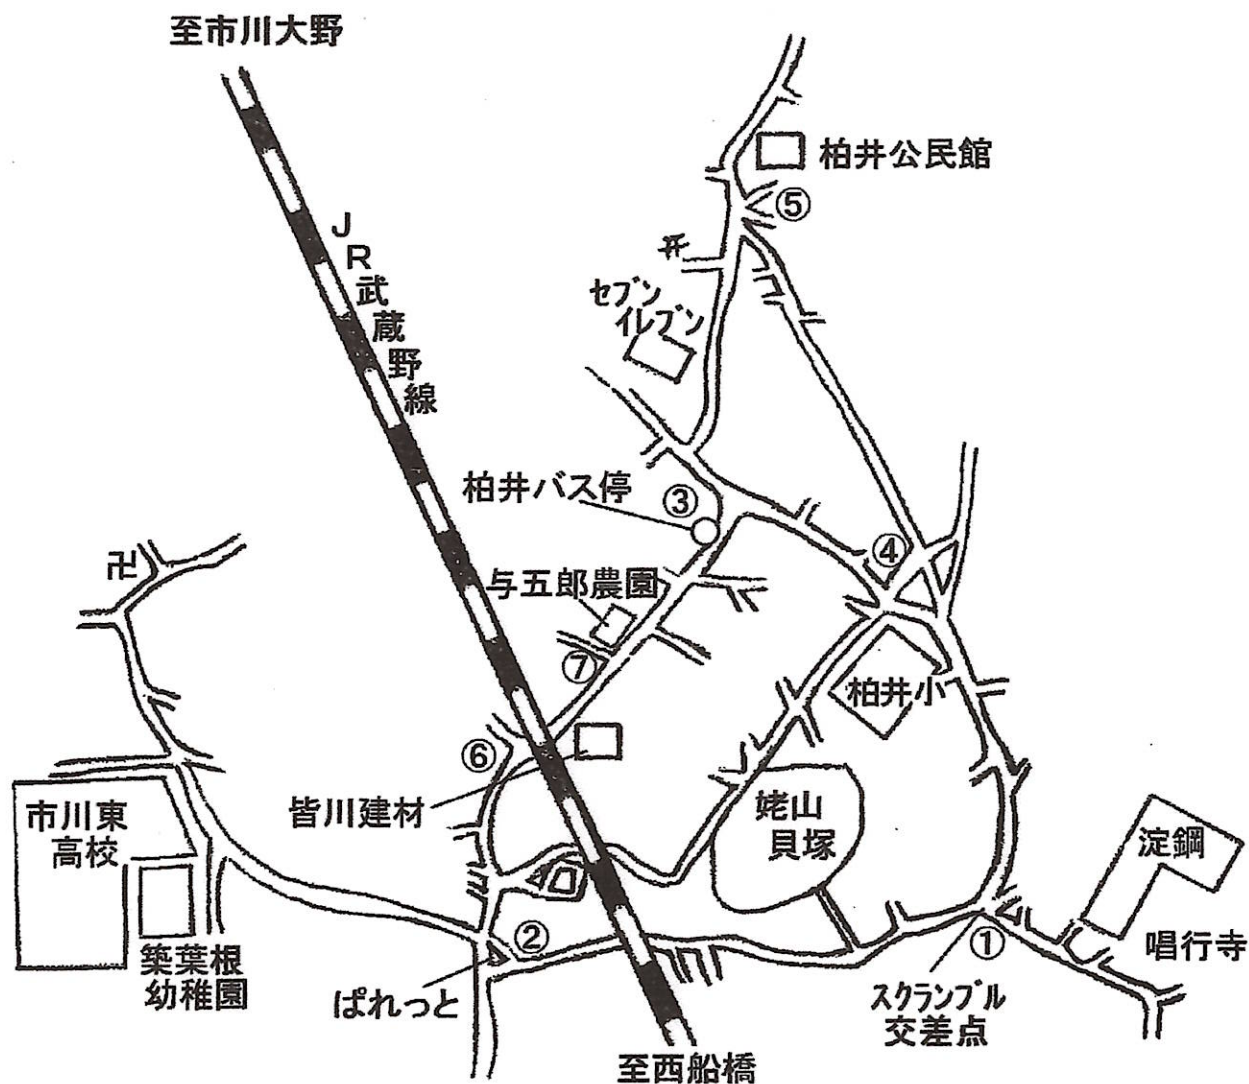 至市川大野
柏井公民館
⑤
JR武蔵野線
セブン
イレブン
柏井バス停
③
④
卍
与五郎農園
⑦
柏井小
⑥
市川東
高校
皆川建材
姥山
貝塚
淀鋼
②
①
唱行寺
築葉根
幼稚園
ぱれっと
スクランブル
交差点
至西船橋